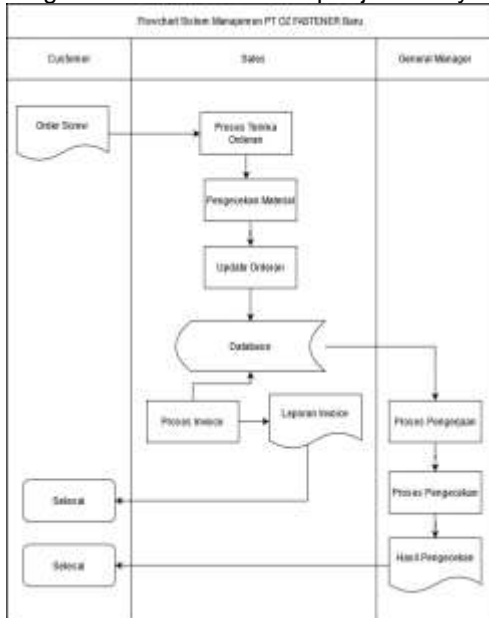 Flowchart Sistem Manajemen PT OZ FASTENER Baru
Customer
Sales
General Manager
Order Screw
Proses Terima
Orderan
Pengecekan Material
Update Orderan
Database
Proses Invoice
Laporan Invoice
Proses Pengerjaan
Selesai
Proses Pengecekan
Selesai
Hasil Pengecekan